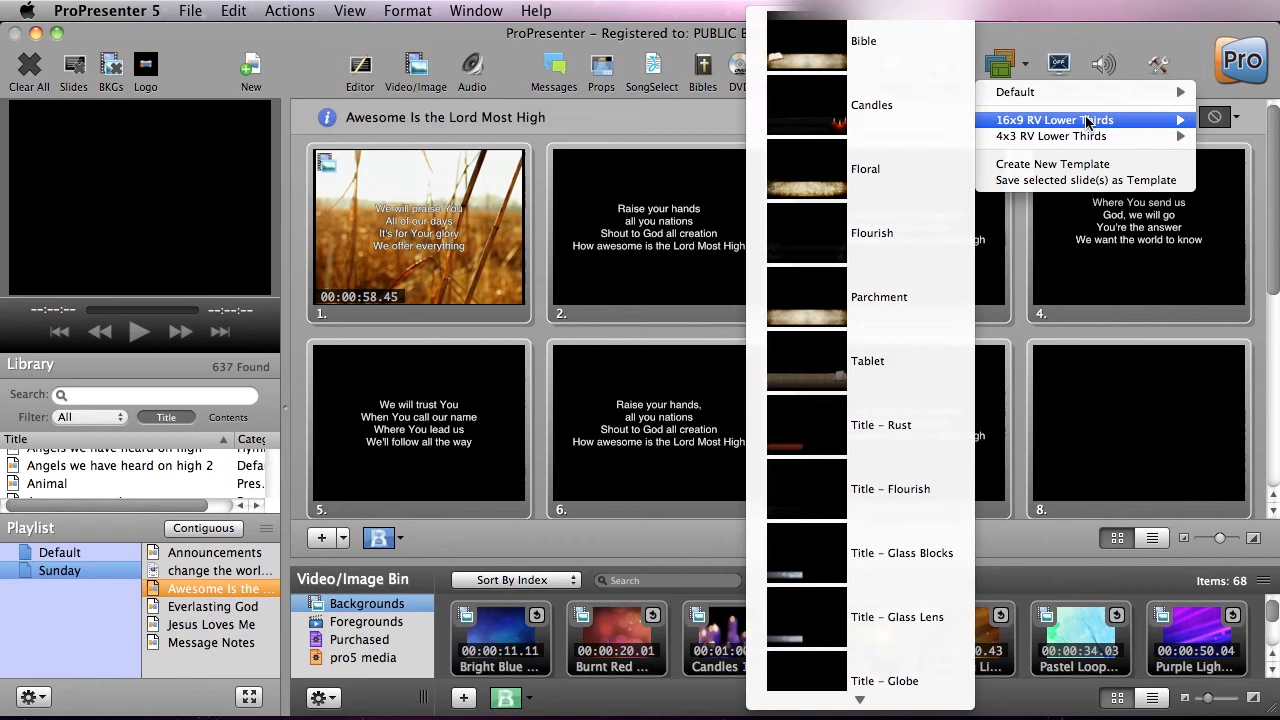 ProPresenter 5 File Edit Actions View Format Window Help
ProPresenter – Registered to: PUBLIC B
Clear All Slides BKCs Logo New Editor Video/Image Audio Messages Props SongSelect Bibles
OFF
Pro
Awesome Is the Lord Most High
We will praise You
All of our days
It's for Your glory
We offer everything
00:00:58.45
1.
Raise your hands
all you nations
Shout to God all creation
How awesome is the Lord Most High
2.
Where You send us
God, we will go
You're the answer
We want the world to know
4.
We will trust You
When You call our name
Where You lead us
We'll follow all the way
5.
Raise your hands,
all you nations
Shout to God all creation
How awesome is the Lord Most High
6.
8.
Bible
Candles
Floral
Flourish
Parchment
Tablet
Title – Rust
Title – Flourish
Title – Glass Blocks
Title – Glass Lens
Title – Globe
Default
16x9 RV Lower Thirds
4x3 RV Lower Thirds
Create New Template
Save selected slide(s) as Template
--:--:-- --:--:--
Library 637 Found
Search:
Filter: All Title Contents
Title Categ
Angels we have heard on high Hymn
Angels we have heard on high 2 Defa
Animal Pres.
Playlist Contiguous
Default
Sunday
Announcements
change the worl...
Awesome Is the ...
Everlasting God
Jesus Loves Me
Message Notes
B
Video/Image Bin Sort By Index Search Items: 68
Backgrounds
Foregrounds
Purchased
pro5 media
00:00:11.11
Bright Blue ...
00:00:20.01
Burnt Red ...
00:01:0
Candles 1
0.43
Li...
00:00:34.03
Pastel Loop...
00:00:50.04
Purple Ligh...
B